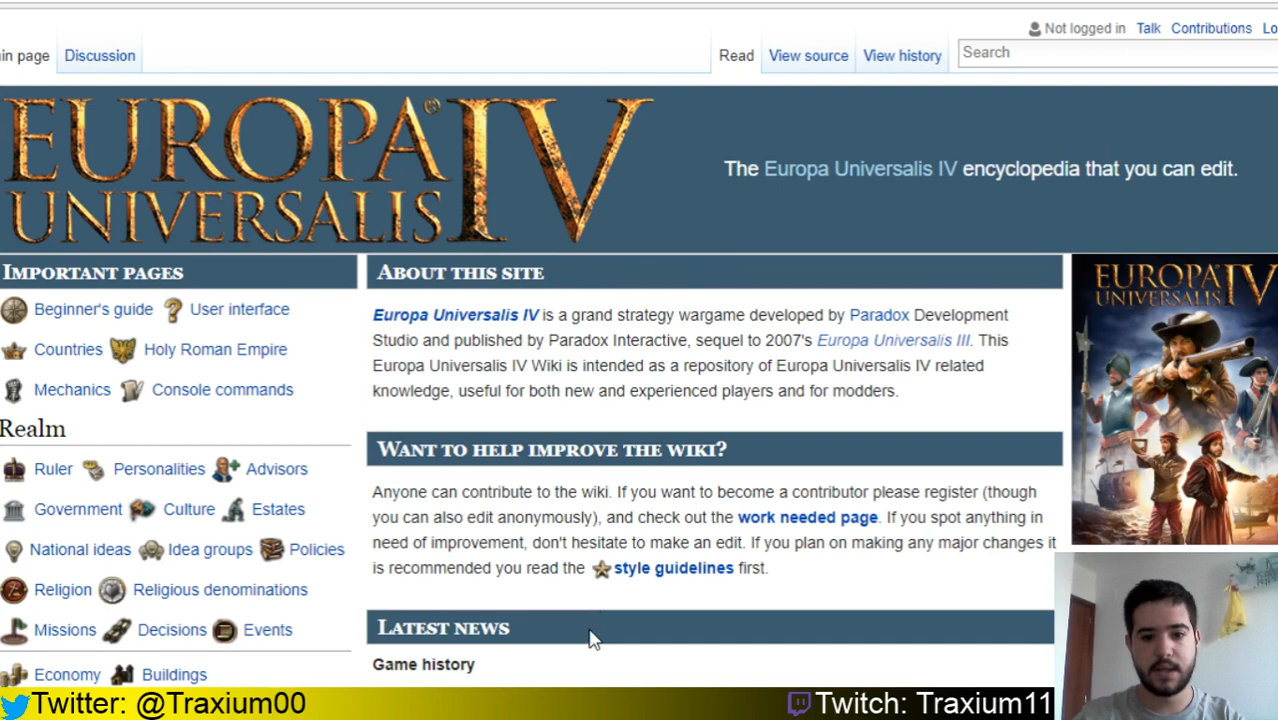 Not logged in Talk Contributions Lo
in page Discussion Read View source View history Search
EUROPA® IV
UNIVERSALIS
The Europa Universalis IV encyclopedia that you can edit.
IMPORTANT PAGES
Beginner's guide User interface
Countries Holy Roman Empire
Mechanics Console commands
Realm
Ruler Personalities Advisors
Government Culture Estates
National ideas Idea groups Policies
Religion Religious denominations
Missions Decisions Events
Economy Buildings
ABOUT THIS SITE
Europa Universalis IV is a grand strategy wargame developed by Paradox Development
Studio and published by Paradox Interactive, sequel to 2007's Europa Universalis III. This
Europa Universalis IV Wiki is intended as a repository of Europa Universalis IV related
knowledge, useful for both new and experienced players and for modders.
WANT TO HELP IMPROVE THE WIKI?
Anyone can contribute to the wiki. If you want to become a contributor please register (though
you can also edit anonymously), and check out the work needed page. If you spot anything in
need of improvement, don't hesitate to make an edit. If you plan on making any major changes it
is recommended you read the style guidelines first.
LATEST NEWS
Game history
EUROPA IV
UNIVERSALIS
Twitter: @Traxium00 Twitch: Traxium11